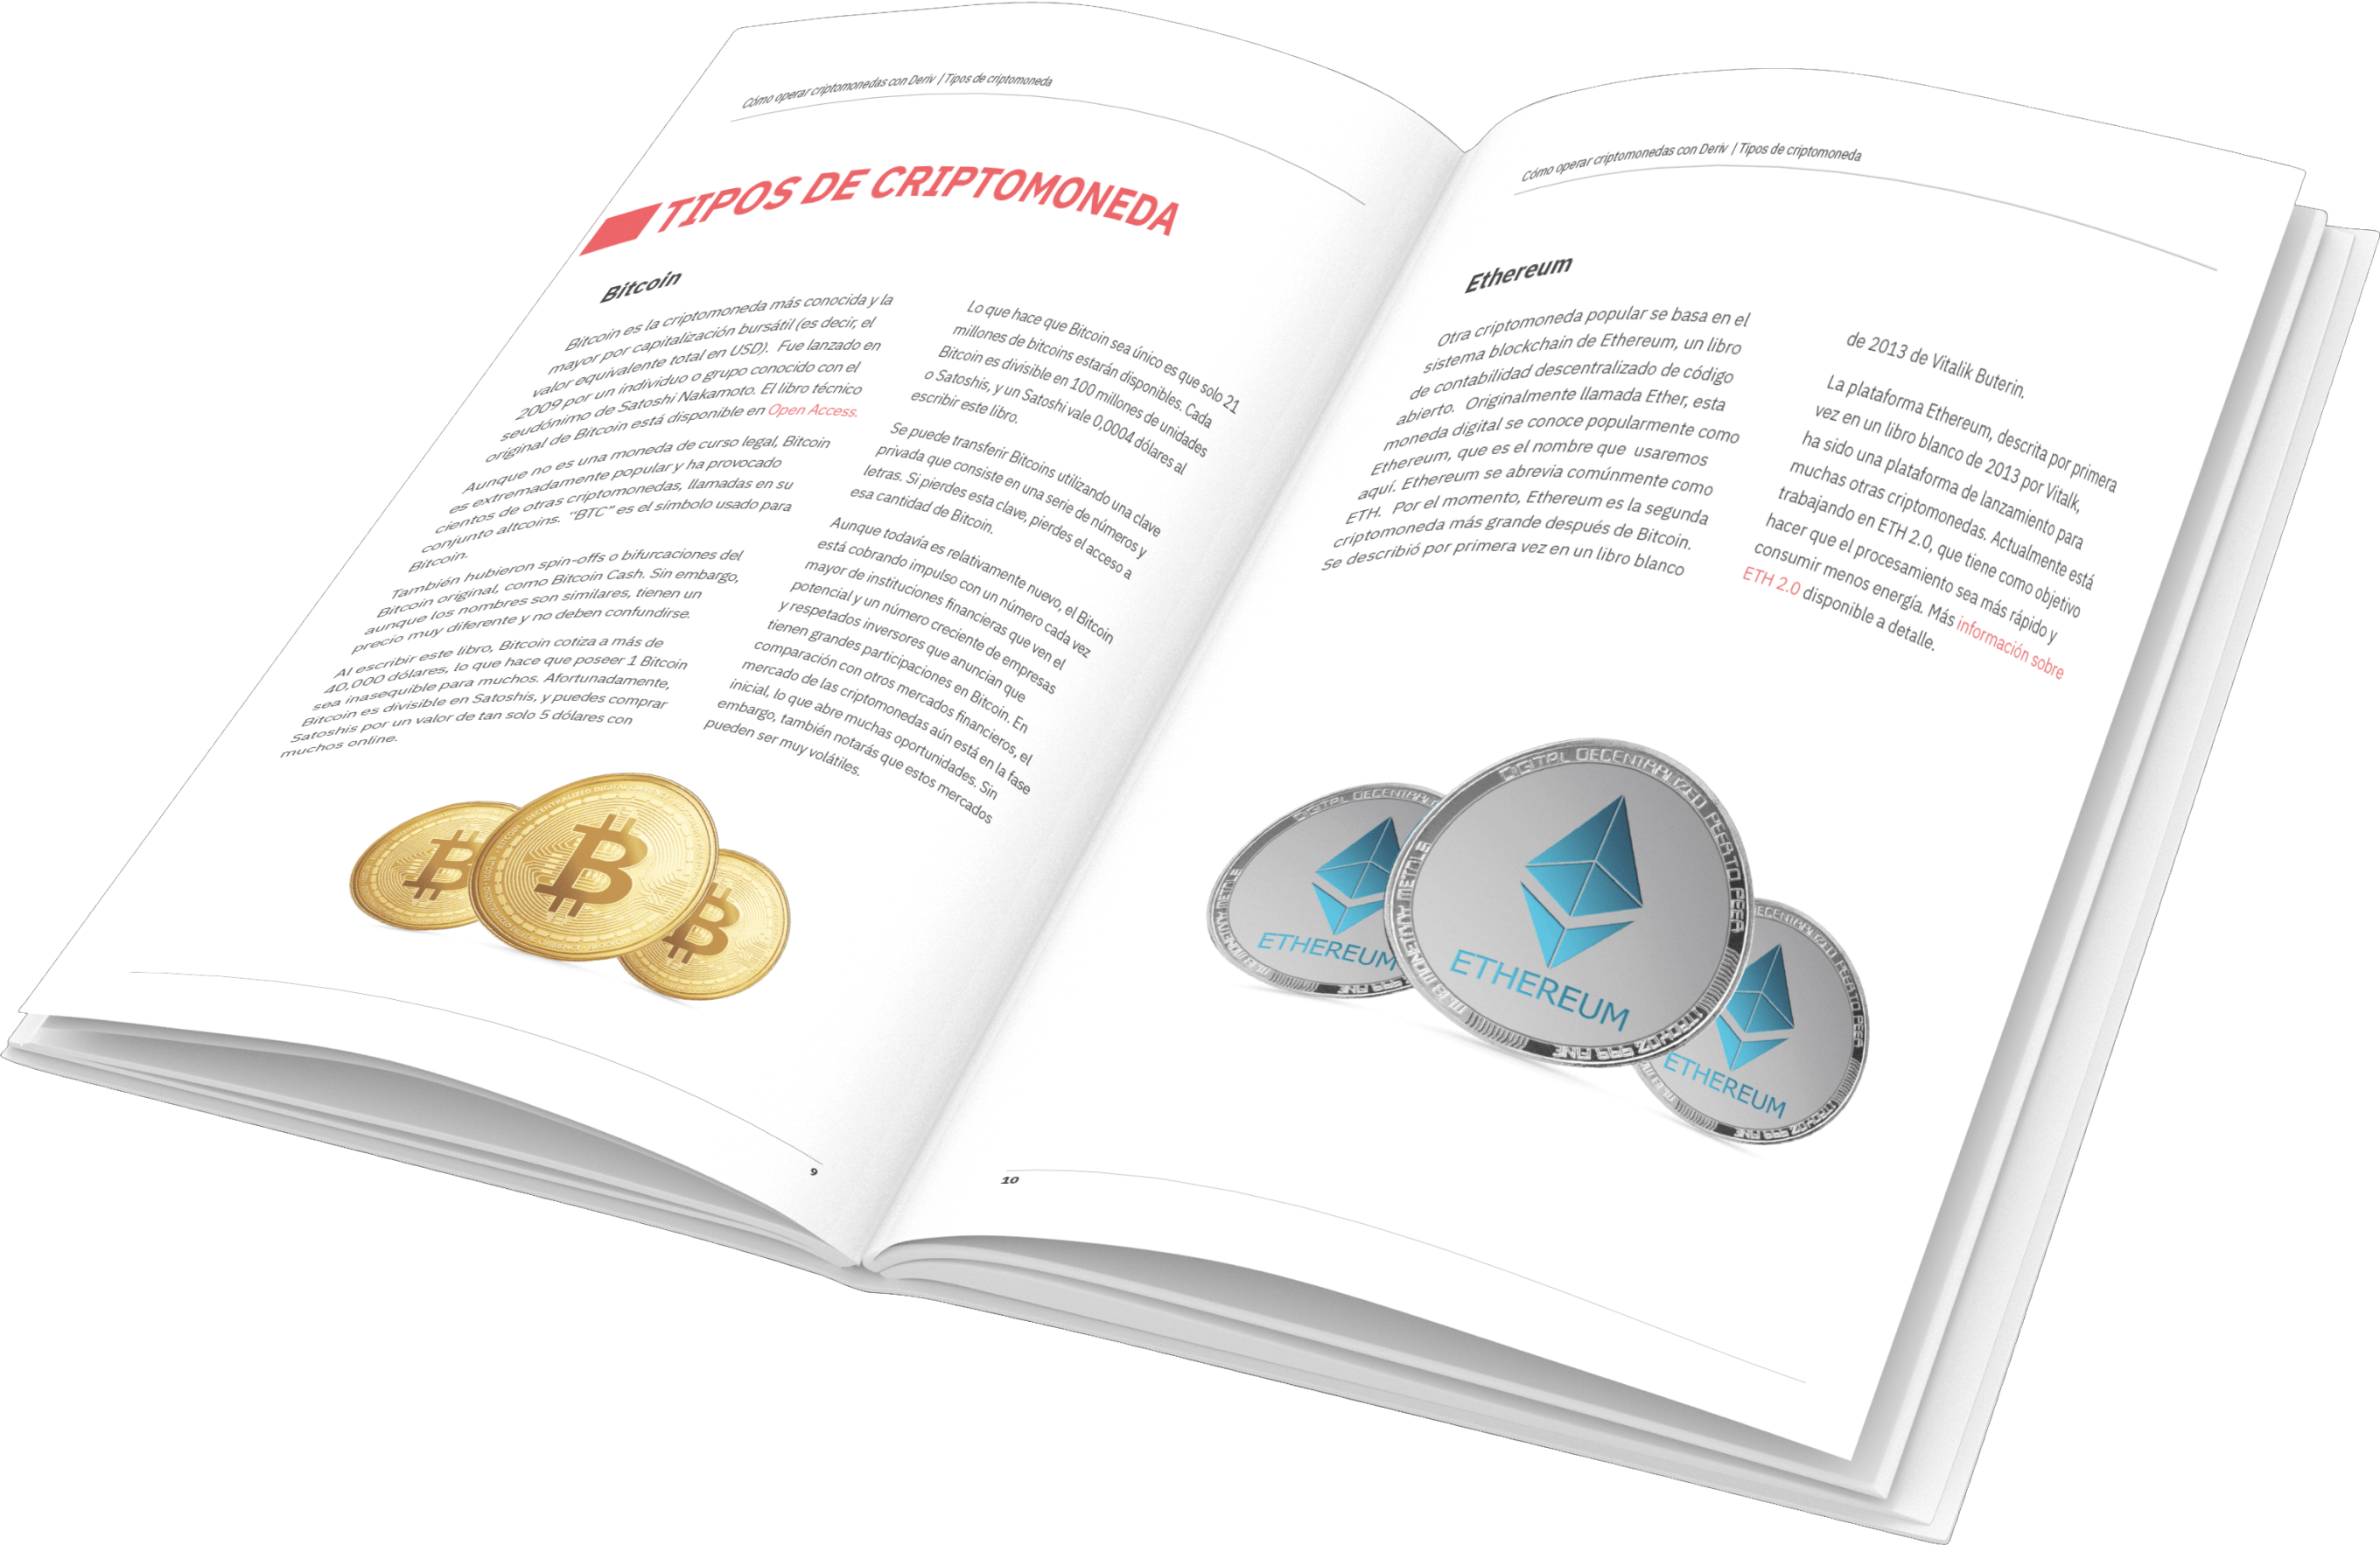 Cómo operar criptomonedas con Deriv | Tipos de criptomoneda
TIPOS DE CRIPTOMONEDA
Bitcoin
Bitcoin es la criptomoneda más conocida y la
mayor por capitalización bursátil (es decir, el
valor equivalente total en USD). Fue lanzado en
2009 por un individuo o grupo conocido con el
seudónimo de Satoshi Nakamoto. El libro técnico
original de Bitcoin está disponible en Open Access.
Aunque no es una moneda de curso legal, Bitcoin
es extremadamente popular y ha provocado
cientos de otras criptomonedas, llamadas en su
conjunto altcoins. “BTC” es el símbolo usado para
Bitcoin.
También hubieron spin-offs o bifurcaciones del
Bitcoin original, como Bitcoin Cash. Sin embargo,
aunque los nombres son similares, tienen un
precio muy diferente y no deben confundirse.
Al escribir este libro, Bitcoin cotiza a más de
40,000 dólares, lo que hace que poseer 1 Bitcoin
sea inasequible para muchos. Afortunadamente,
Bitcoin es divisible en Satoshis, y puedes comprar
Satoshis por un valor de tan solo 5 dólares con
muchos online.
Lo que hace que Bitcoin sea único es que solo 21
millones de bitcoins estarán disponibles. Cada
Bitcoin es divisible en 100 millones de unidades
o Satoshis, y un Satoshi vale 0,0004 dólares al
escribir este libro.
Se puede transferir Bitcoins utilizando una clave
privada que consiste en una serie de números y
letras. Si pierdes esta clave, pierdes el acceso a
esa cantidad de Bitcoin.
Aunque todavía es relativamente nuevo, el Bitcoin
está cobrando impulso con un número cada vez
mayor de instituciones financieras que ven el
potencial y un número creciente de empresas
y respetados inversores que anuncian que
tienen grandes participaciones en Bitcoin. En
comparación con otros mercados financieros, el
mercado de las criptomonedas aún está en la fase
inicial, lo que abre muchas oportunidades. Sin
embargo, también notarás que estos mercados
pueden ser muy volátiles.
9
Cómo operar criptomonedas con Deriv | Tipos de criptomoneda
Ethereum
Otra criptomoneda popular se basa en el
sistema blockchain de Ethereum, un libro
de contabilidad descentralizado de código
abierto. Originalmente llamada Ether, esta
moneda digital se conoce popularmente como
Ethereum, que es el nombre que usaremos
aquí. Ethereum se abrevia comúnmente como
ETH. Por el momento, Ethereum es la segunda
criptomoneda más grande después de Bitcoin.
Se describió por primera vez en un libro blanco
de 2013 de Vitalik Buterin.
La plataforma Ethereum, descrita por primera
vez en un libro blanco de 2013 por Vitalk,
ha sido una plataforma de lanzamiento para
muchas otras criptomonedas. Actualmente está
trabajando en ETH 2.0, que tiene como objetivo
hacer que el procesamiento sea más rápido y
consumir menos energía. Más información sobre
ETH 2.0 disponible a detalle.
ETHEREUM
ETHEREUM
ETHEREUM
10